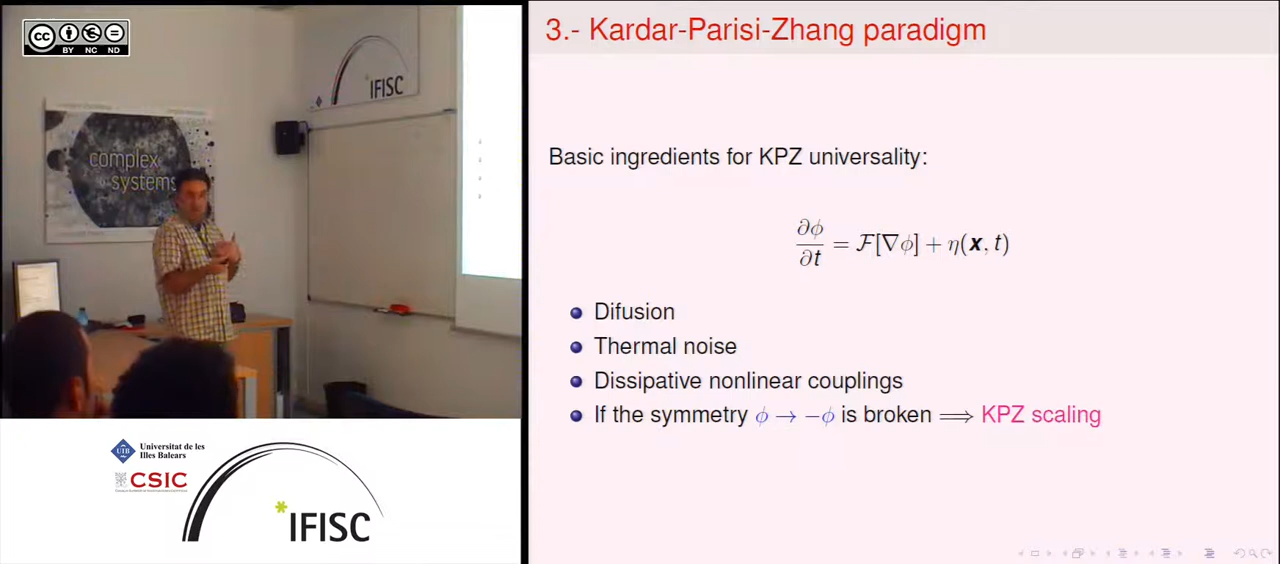 cc
BY NC ND
IFISC
complex
systems
3.- Kardar-Parisi-Zhang paradigm
Basic ingredients for KPZ universality:
∂ϕ/∂t = ℱ[∇ϕ] + η(x, t)
Difusion
Thermal noise
Dissipative nonlinear couplings
If the symmetry ϕ → −ϕ is broken ⟹ KPZ scaling
UIB
Universitat de les
Illes Balears
CSIC
*IFISC